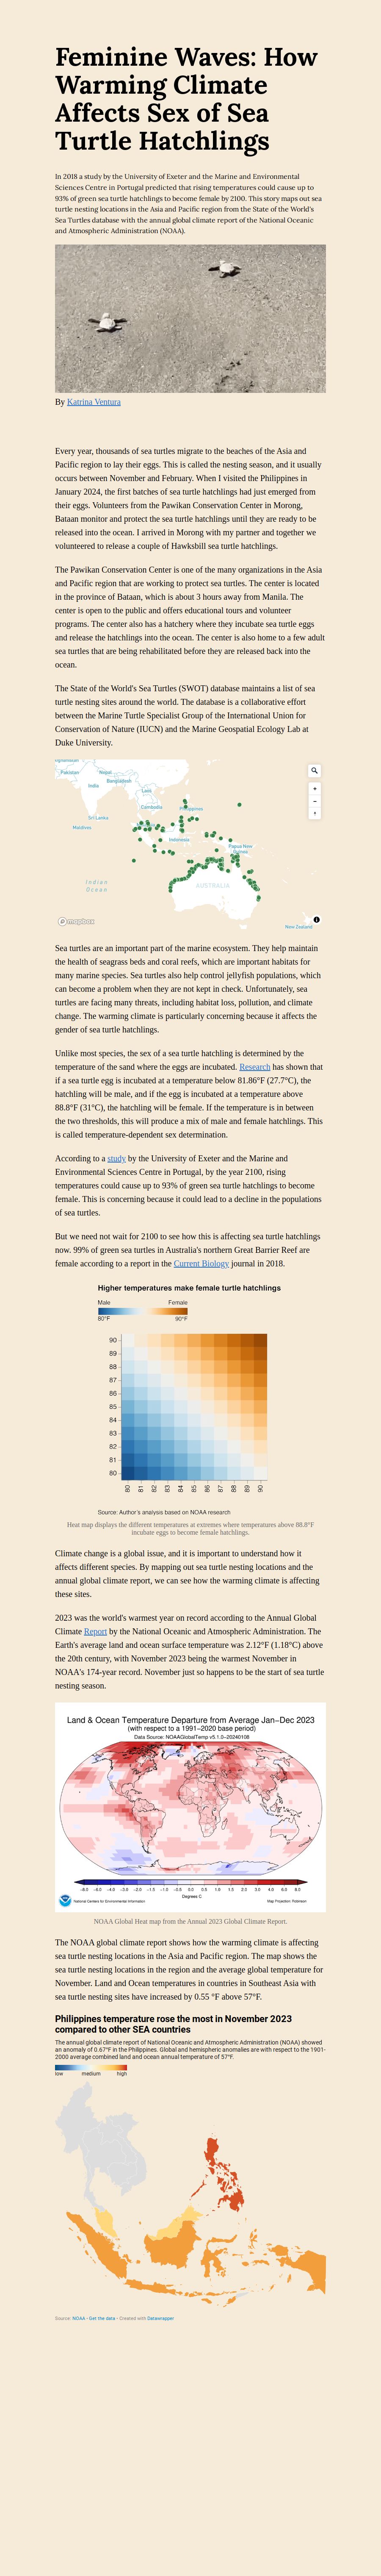 Feminine Waves: How
Warming Climate
Affects Sex of Sea
Turtle Hatchlings
In 2018 a study by the University of Exeter and the Marine and Environmental
Sciences Centre in Portugal predicted that rising temperatures could cause up to
93% of green sea turtle hatchlings to become female by 2100. This story maps out sea
turtle nesting locations in the Asia and Pacific region from the State of the World's
Sea Turtles database with the annual global climate report of the National Oceanic
and Atmospheric Administration (NOAA).
By Katrina Ventura
Every year, thousands of sea turtles migrate to the beaches of the Asia and
Pacific region to lay their eggs. This is called the nesting season, and it usually
occurs between November and February. When I visited the Philippines in
January 2024, the first batches of sea turtle hatchlings had just emerged from
their eggs. Volunteers from the Pawikan Conservation Center in Morong,
Bataan monitor and protect the sea turtle hatchlings until they are ready to be
released into the ocean. I arrived in Morong with my partner and together we
volunteered to release a couple of Hawksbill sea turtle hatchlings.
The Pawikan Conservation Center is one of the many organizations in the Asia
and Pacific region that are working to protect sea turtles. The center is located
in the province of Bataan, which is about 3 hours away from Manila. The
center is open to the public and offers educational tours and volunteer
programs. The center also has a hatchery where they incubate sea turtle eggs
and release the hatchlings into the ocean. The center is also home to a few adult
sea turtles that are being rehabilitated before they are released back into the
ocean.
The State of the World's Sea Turtles (SWOT) database maintains a list of sea
turtle nesting sites around the world. The database is a collaborative effort
between the Marine Turtle Specialist Group of the International Union for
Conservation of Nature (IUCN) and the Marine Geospatial Ecology Lab at
Duke University.
Pakistan
Nepal
Bangladesh
India
Laos
Cambodia
Philippines
Sri Lanka
Maldives
Indonesia
Papua New
Guinea
Indian
Ocean
AUSTRALIA
New Zealand
mapbox
Sea turtles are an important part of the marine ecosystem. They help maintain
the health of seagrass beds and coral reefs, which are important habitats for
many marine species. Sea turtles also help control jellyfish populations, which
can become a problem when they are not kept in check. Unfortunately, sea
turtles are facing many threats, including habitat loss, pollution, and climate
change. The warming climate is particularly concerning because it affects the
gender of sea turtle hatchlings.
Unlike most species, the sex of a sea turtle hatchling is determined by the
temperature of the sand where the eggs are incubated. Research has shown that
if a sea turtle egg is incubated at a temperature below 81.86°F (27.7°C), the
hatchling will be male, and if the egg is incubated at a temperature above
88.8°F (31°C), the hatchling will be female. If the temperature is in between
the two thresholds, this will produce a mix of male and female hatchlings. This
is called temperature-dependent sex determination.
According to a study by the University of Exeter and the Marine and
Environmental Sciences Centre in Portugal, by the year 2100, rising
temperatures could cause up to 93% of green sea turtle hatchlings to become
female. This is concerning because it could lead to a decline in the populations
of sea turtles.
But we need not wait for 2100 to see how this is affecting sea turtle hatchlings
now. 99% of green sea turtles in Australia's northern Great Barrier Reef are
female according to a report in the Current Biology journal in 2018.
Higher temperatures make female turtle hatchlings
Male Female
80°F 90°F
90
89
88
87
86
85
84
83
82
81
80
80 81 82 83 84 85 86 87 88 89 90
Source: Author's analysis based on NOAA research
Heat map displays the different temperatures at extremes where temperatures above 88.8°F
incubate eggs to become female hatchlings.
Climate change is a global issue, and it is important to understand how it
affects different species. By mapping out sea turtle nesting locations and the
annual global climate report, we can see how the warming climate is affecting
these sites.
2023 was the world's warmest year on record according to the Annual Global
Climate Report by the National Oceanic and Atmospheric Administration. The
Earth's average land and ocean surface temperature was 2.12°F (1.18°C) above
the 20th century, with November 2023 being the warmest November in
NOAA's 174-year record. November just so happens to be the start of sea turtle
nesting season.
Land & Ocean Temperature Departure from Average Jan–Dec 2023
(with respect to a 1991–2020 base period)
Data Source: NOAAGlobalTemp v5.1.0–20240108
-8.0 -6.0 -4.0 -3.0 -2.0 -1.5 -1.0 -0.5 0.0 0.5 1.0 1.5 2.0 3.0 4.0 6.0 8.0
Degrees C
National Centers for Environmental Information
Map Projection: Robinson
NOAA Global Heat map from the Annual 2023 Global Climate Report.
The NOAA global climate report shows how the warming climate is affecting
sea turtle nesting locations in the Asia and Pacific region. The map shows the
sea turtle nesting locations in the region and the average global temperature for
November. Land and Ocean temperatures in countries in Southeast Asia with
sea turtle nesting sites have increased by 0.55 °F above 57°F.
Philippines temperature rose the most in November 2023
compared to other SEA countries
The annual global climate report of National Oceanic and Atmospheric Administration (NOAA) showed
an anomaly of 0.67°F in the Philippines. Global and hemispheric anomalies are with respect to the 1901-
2000 average combined land and ocean annual temperature of 57°F.
low medium high
Source: NOAA • Get the data • Created with Datawrapper